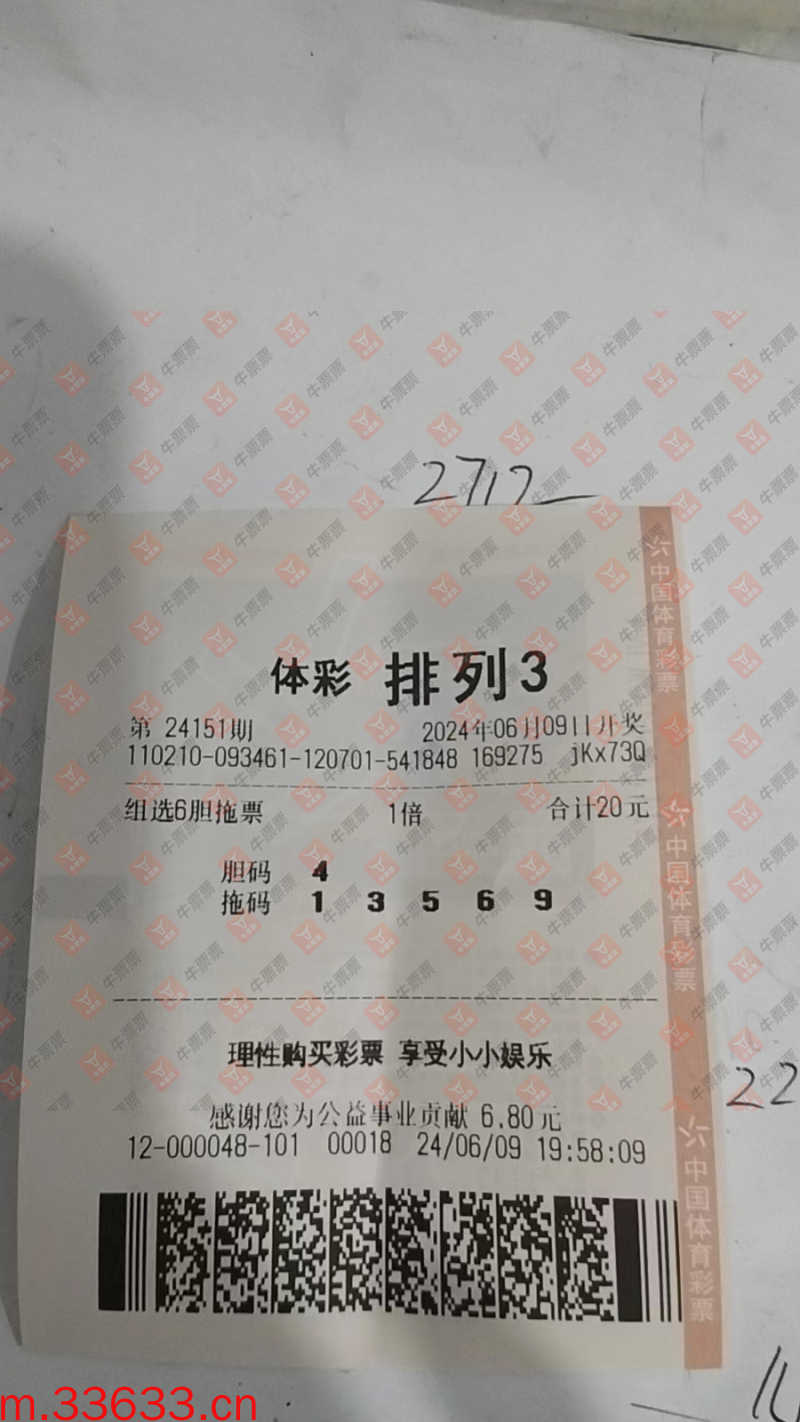 2717
体彩 排列3
第 24151期 2024年06月09日开奖
110210-093461-120701-541848 169275 jKx73Q
组选6胆拖票 1倍 合计20元
胆码 4
拖码 1 3 5 6 9
理性购买彩票 享受小小娱乐
感谢您为公益事业贡献 6.80元
22
12-000048-101 00018 24/06/09 19:58:09
中国体育彩票
中国体育彩票
中国体育彩票
牛票票
m.33633.cn